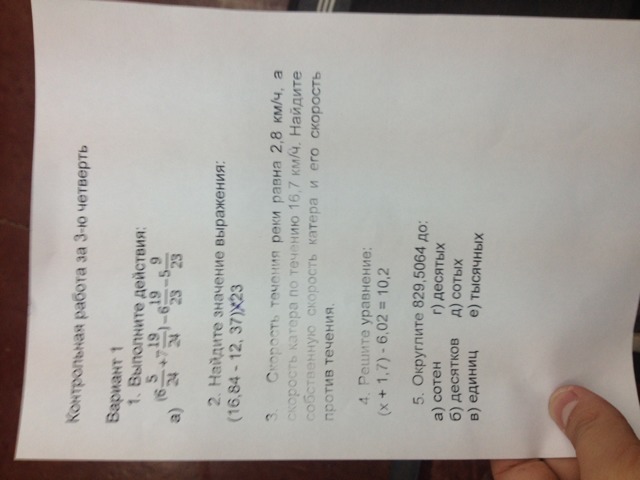 Контрольная работа за 3-ю четверть
Вариант 1
1. Выполните действия:
а) (6 5/24 + 7 19/24) - 6 19/23 - 5 9/23
2. Найдите значение выражения:
(16,84 - 12, 37)×23
3. Скорость течения реки равна 2,8 км/ч, а
скорость катера по течению 16,7 км/ч. Найдите
собственную скорость катера и его скорость
против течения.
4. Решите уравнение:
(х + 1,7) - 6,02 = 10,2
5. Округлите 829,5064 до:
а) сотен г) десятых
б) десятков д) сотых
в) единиц е) тысячных